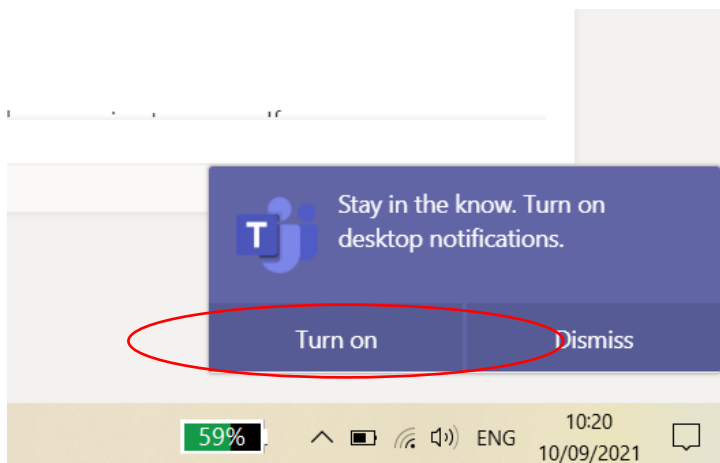 Stay in the know. Turn on
desktop notifications.
T
Turn on Dismiss
59% ENG 10:20
10/09/2021